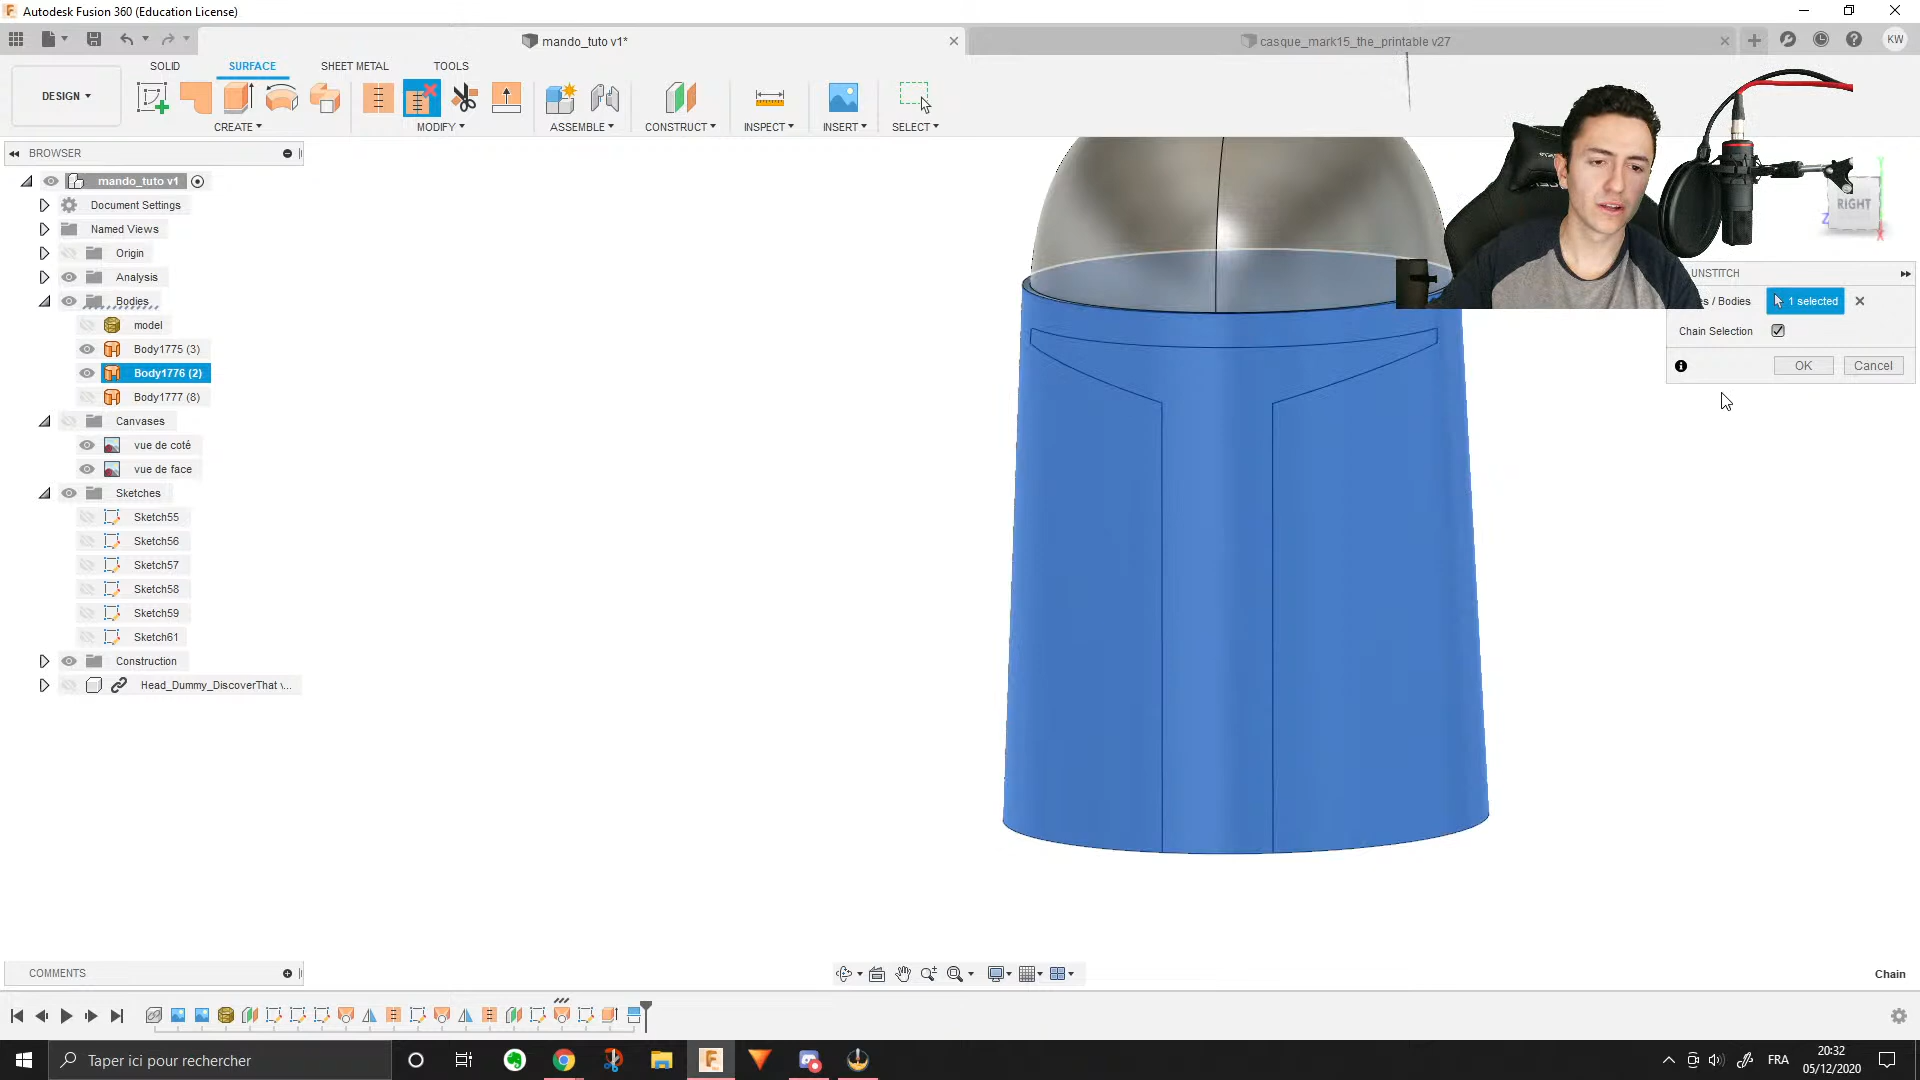 Autodesk Fusion 360 (Education License)
mando_tuto v1*
casque_mark15_the_printable v27
KW
SOLID
SURFACE
SHEET METAL
TOOLS
DESIGN
CREATE
MODIFY
ASSEMBLE
CONSTRUCT
INSPECT
INSERT
SELECT
BROWSER
mando_tuto v1
Document Settings
Named Views
Origin
Analysis
Bodies
model
Body1775 (3)
Body1776 (2)
Body1777 (8)
Canvases
vue de coté
vue de face
Sketches
Sketch55
Sketch56
Sketch57
Sketch58
Sketch59
Sketch61
Construction
Head_Dummy_DiscoverThat
RIGHT
Z
UNSTITCH
/ Bodies
1 selected
Chain Selection
OK
Cancel
COMMENTS
Chain
Taper ici pour rechercher
FRA
20:32
05/12/2020